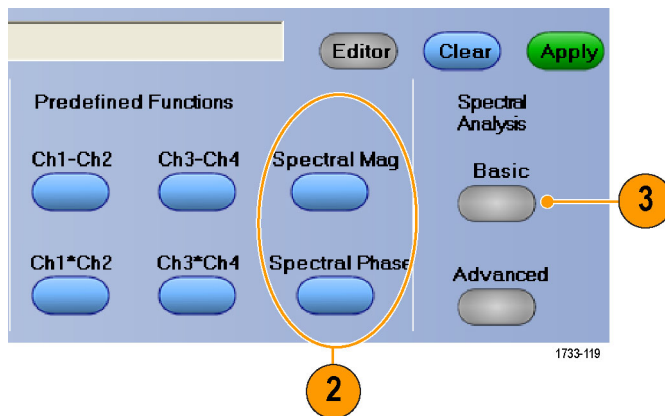 Editor Clear Apply
Predefined Functions
Spectral
Analysis
Ch1-Ch2 Ch3-Ch4 Spectral Mag
Basic
3
Ch1*Ch2 Ch3*Ch4 Spectral Phase
Advanced
1733-119
2